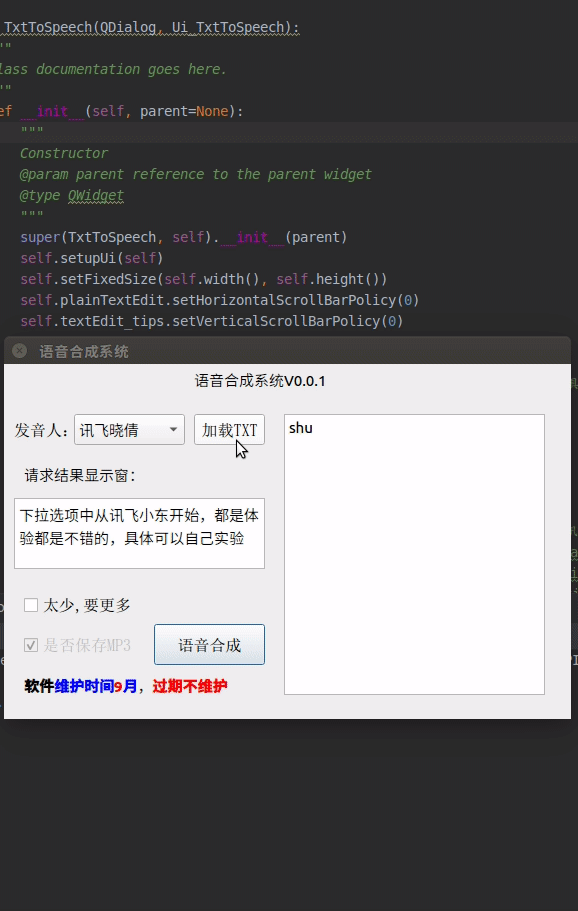 TxtToSpeech(QDialog, Ui_TxtToSpeech):
"""
lass documentation goes here.
"""
ef __init__(self, parent=None):
"""
Constructor
@param parent reference to the parent widget
@type QWidget
"""
super(TxtToSpeech, self).__init__(parent)
self.setupUi(self)
self.setFixedSize(self.width(), self.height())
self.plainTextEdit.setHorizontalScrollBarPolicy(0)
self.textEdit_tips.setVerticalScrollBarPolicy(0)
语音合成系统
语音合成系统V0.0.1
发音人: 讯飞晓倩 加载TXT
shu
请求结果显示窗:
下拉选项中从讯飞小东开始，都是体
验都是不错的，具体可以自己实验
太少,要更多
是否保存MP3 语音合成
软件维护时间9月，过期不维护